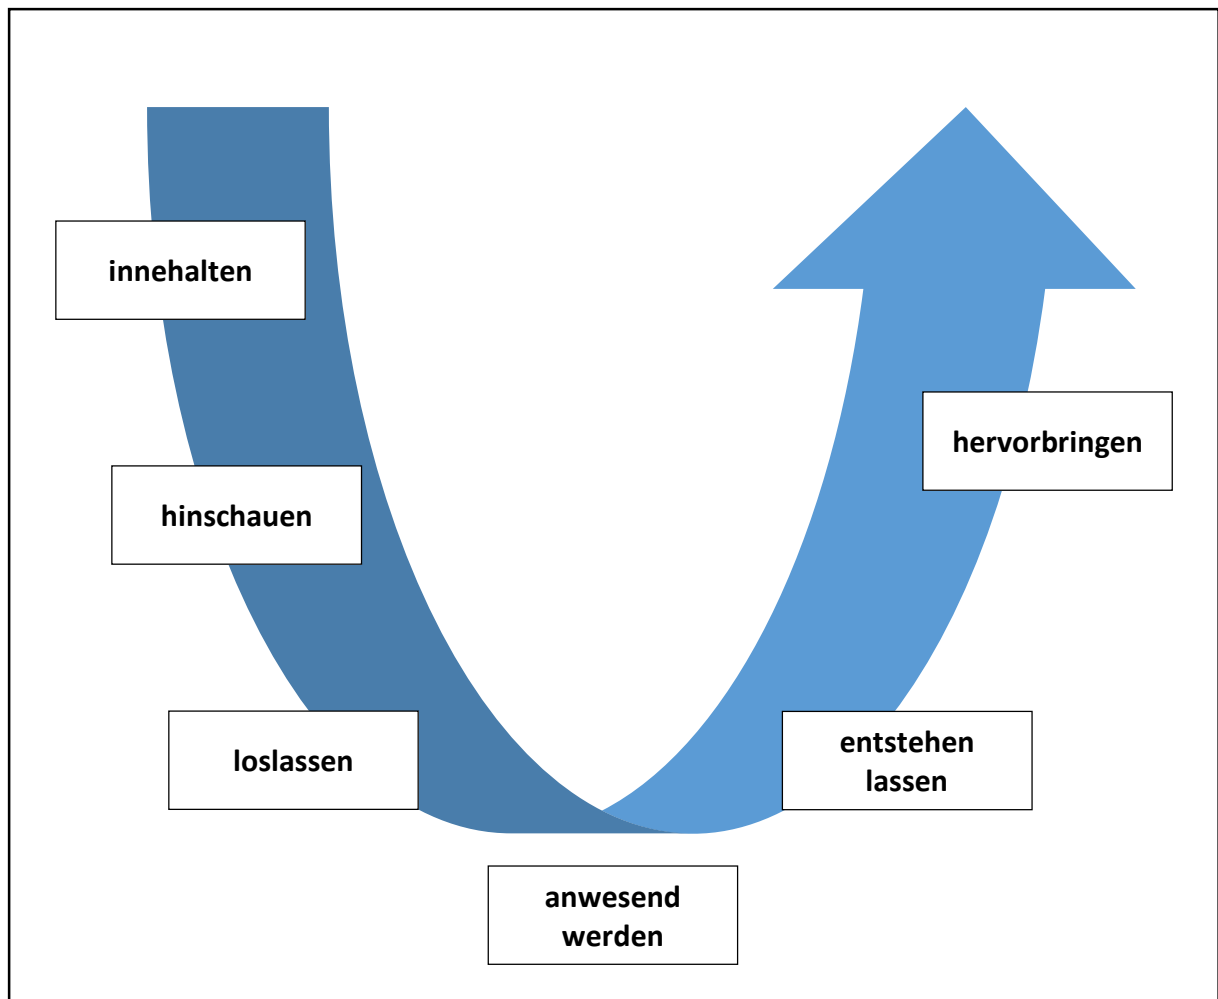 innehalten
hinschauen
loslassen
anwesend
werden
entstehen
lassen
hervorbringen